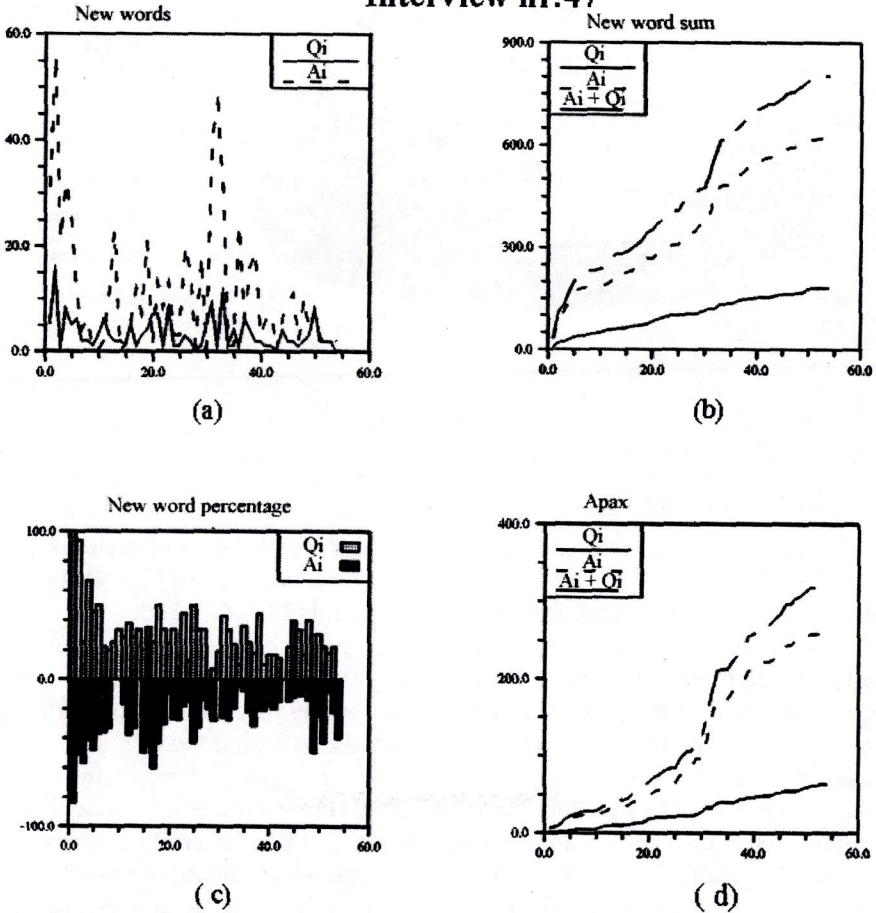 Interview nr.47
New words
60.0
40.0
20.0
0.0
0.0 20.0 40.0 60.0
Qi
Ai
(a)
New word sum
900.0
600.0
300.0
0.0
0.0 20.0 40.0 60.0
Qi
Ai
Ai + Qi
(b)
New word percentage
100.0
0.0
-100.0
0.0 20.0 40.0 60.0
Qi
Ai
(c)
Apax
400.0
200.0
0.0
0.0 20.0 40.0 60.0
Qi
Ai
Ai + Qi
(d)